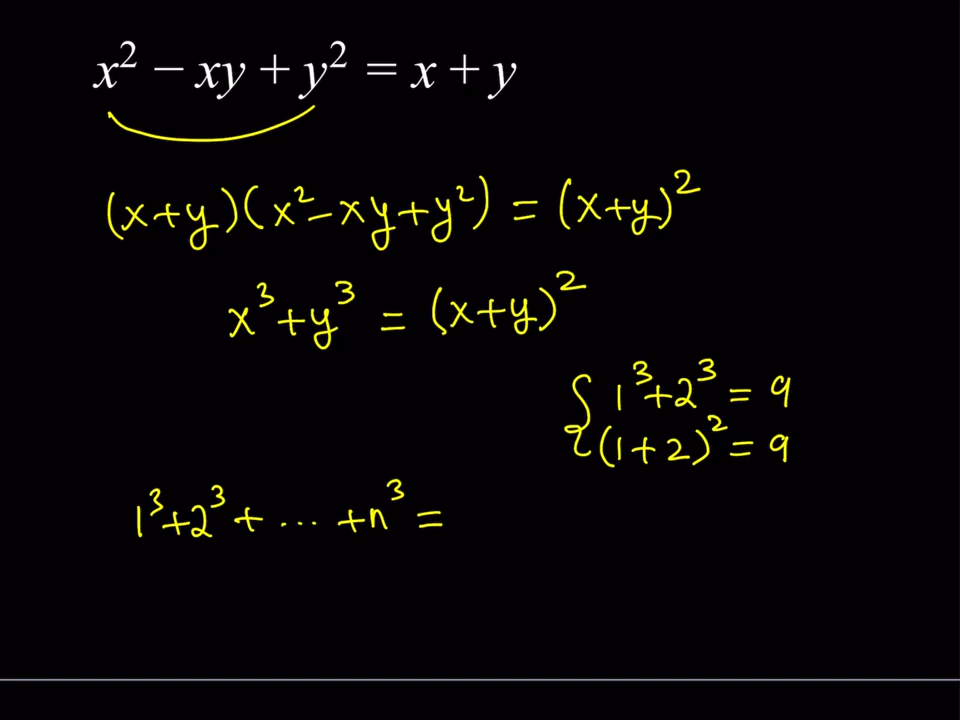 x² − xy + y² = x + y
(x+y)(x²−xy+y²) = (x+y)²
x³+y³ = (x+y)²
{ 1³+2³ = 9
(1+2)² = 9
1³+2³+ ... +n³ =